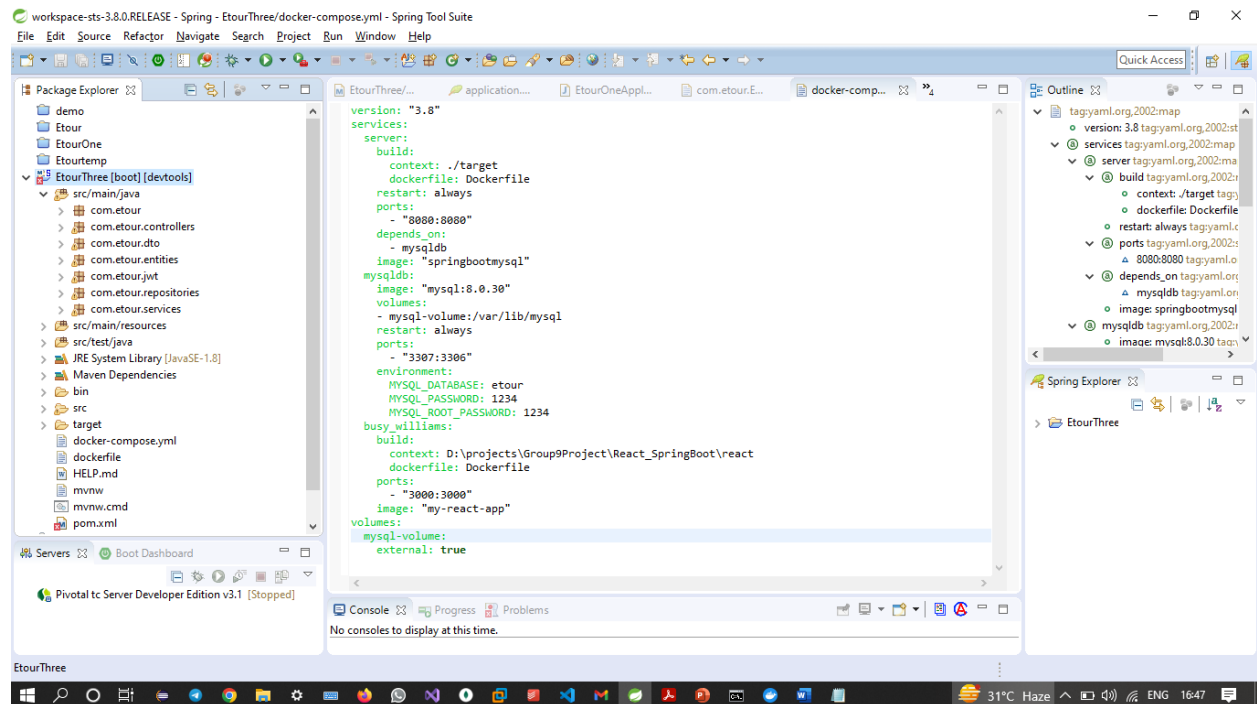 workspace-sts-3.8.0.RELEASE - Spring - EtourThree/docker-compose.yml - Spring Tool Suite
File Edit Source Refactor Navigate Search Project Run Window Help
Quick Access
Package Explorer
demo
Etour
EtourOne
Etourtemp
EtourThree [boot] [devtools]
src/main/java
com.etour
com.etour.controllers
com.etour.dto
com.etour.entities
com.etour.jwt
com.etour.repositories
com.etour.services
src/main/resources
src/test/java
JRE System Library [JavaSE-1.8]
Maven Dependencies
bin
src
target
docker-compose.yml
dockerfile
HELP.md
mvnw
mvnw.cmd
pom.xml
Servers Boot Dashboard
Pivotal tc Server Developer Edition v3.1 [Stopped]
EtourThree/... application.... EtourOneAppl... com.etour.E... docker-comp... »4
version: "3.8"
services:
server:
build:
context: ./target
dockerfile: Dockerfile
restart: always
ports:
- "8080:8080"
depends_on:
- mysqldb
image: "springbootmysql"
mysqldb:
image: "mysql:8.0.30"
volumes:
- mysql-volume:/var/lib/mysql
restart: always
ports:
- "3307:3306"
environment:
MYSQL_DATABASE: etour
MYSQL_PASSWORD: 1234
MYSQL_ROOT_PASSWORD: 1234
busy_williams:
build:
context: D:\projects\Group9Project\React_SpringBoot\react
dockerfile: Dockerfile
ports:
- "3000:3000"
image: "my-react-app"
volumes:
mysql-volume:
external: true
Console Progress Problems
No consoles to display at this time.
Outline
tag:yaml.org,2002:map
version: 3.8 tag:yaml.org,2002:st
services tag:yaml.org,2002:map
server tag:yaml.org,2002:ma
build tag:yaml.org,2002:r
context: ./target tag:y
dockerfile: Dockerfile
restart: always tag:yaml.c
ports tag:yaml.org,2002:s
8080:8080 tag:yaml.o
depends_on tag:yaml.org
mysqldb tag:yaml.org
image: springbootmysql
mysqldb tag:yaml.org,2002:r
image: mysql:8.0.30 tag:y
Spring Explorer
EtourThree
EtourThree
31°C Haze ENG 16:47